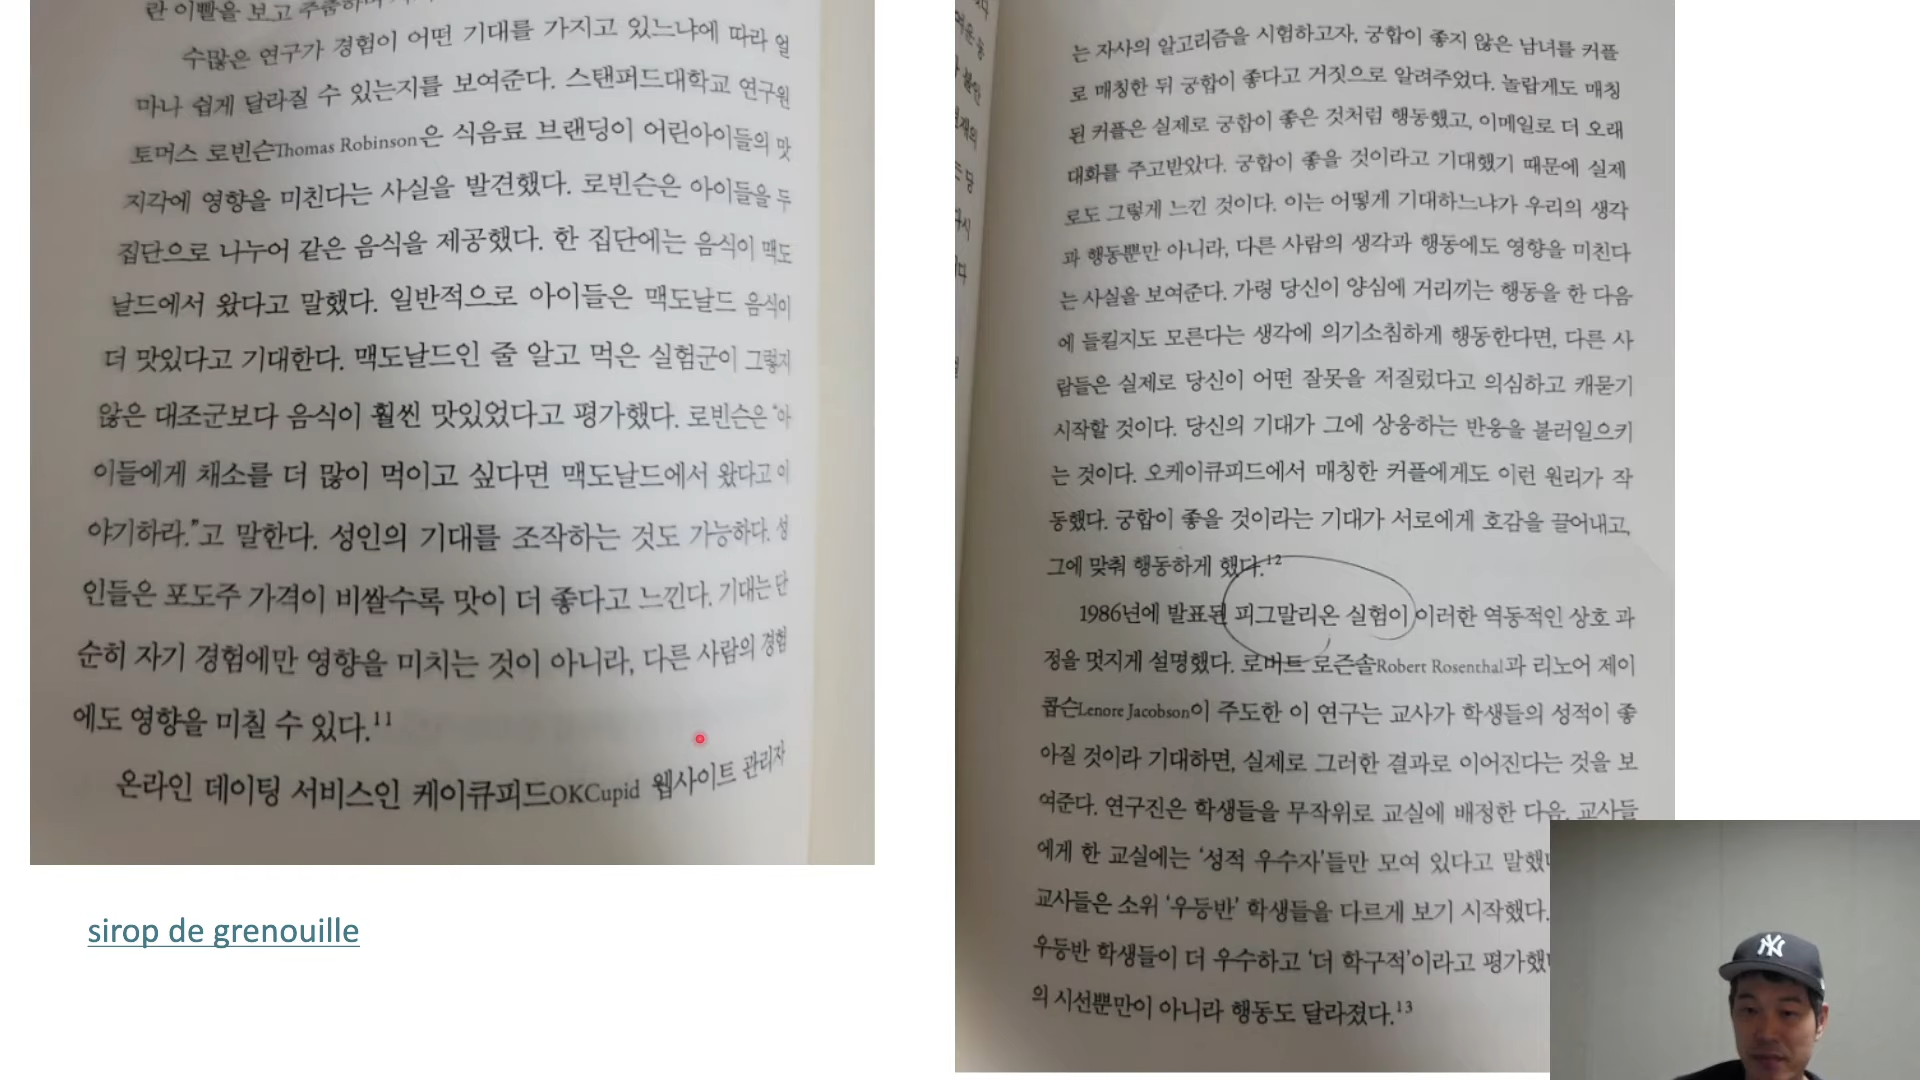 란 이빨을 보고
수많은 연구가 경험이 어떤 기대를 가지고 있느냐에 따라 얼
마나 쉽게 달라질 수 있는지를 보여준다. 스탠퍼드대학교 연구원
토머스 로빈슨Thomas Robinson은 식음료 브랜딩이 어린아이들의 맛
지각에 영향을 미친다는 사실을 발견했다. 로빈슨은 아이들을 두
집단으로 나누어 같은 음식을 제공했다. 한 집단에는 음식이 맥도
날드에서 왔다고 말했다. 일반적으로 아이들은 맥도날드 음식이
더 맛있다고 기대한다. 맥도날드인 줄 알고 먹은 실험군이 그렇지
않은 대조군보다 음식이 훨씬 맛있었다고 평가했다. 로빈슨은 “아
이들에게 채소를 더 많이 먹이고 싶다면 맥도날드에서 왔다고 이
야기하라.”고 말한다. 성인의 기대를 조작하는 것도 가능하다. 성
인들은 포도주 가격이 비쌀수록 맛이 더 좋다고 느낀다. 기대는 단
순히 자기 경험에만 영향을 미치는 것이 아니라, 다른 사람의 경험
에도 영향을 미칠 수 있다.11
온라인 데이팅 서비스인 케이큐피드OKCupid 웹사이트 관리자
sirop de grenouille
는 자사의 알고리즘을 시험하고자, 궁합이 좋지 않은 남녀를 커플
로 매칭한 뒤 궁합이 좋다고 거짓으로 알려주었다. 놀랍게도 매칭
된 커플은 실제로 궁합이 좋은 것처럼 행동했고, 이메일로 더 오래
대화를 주고받았다. 궁합이 좋을 것이라고 기대했기 때문에 실제
로도 그렇게 느낀 것이다. 이는 어떻게 기대하느냐가 우리의 생각
과 행동뿐만 아니라, 다른 사람의 생각과 행동에도 영향을 미친다
는 사실을 보여준다. 가령 당신이 양심에 거리끼는 행동을 한 다음
에 들킬지도 모른다는 생각에 의기소침하게 행동한다면, 다른 사
람들은 실제로 당신이 어떤 잘못을 저질렀다고 의심하고 캐묻기
시작할 것이다. 당신의 기대가 그에 상응하는 반응을 불러일으키
는 것이다. 오케이큐피드에서 매칭한 커플에게도 이런 원리가 작
동했다. 궁합이 좋을 것이라는 기대가 서로에게 호감을 끌어내고,
그에 맞춰 행동하게 했다.12
1986년에 발표된 피그말리온 실험이 이러한 역동적인 상호 과
정을 멋지게 설명했다. 로버트 로즌솔Robert Rosenthal과 리노어 제이
콥슨Lenore Jacobson이 주도한 이 연구는 교사가 학생들의 성적이 좋
아질 것이라 기대하면, 실제로 그러한 결과로 이어진다는 것을 보
여준다. 연구진은 학생들을 무작위로 교실에 배정한 다음, 교사들
에게 한 교실에는 ‘성적 우수자’들만 모여 있다고 말했
교사들은 소위 ‘우등반’ 학생들을 다르게 보기 시작했다.
우등반 학생들이 더 우수하고 ‘더 학구적’이라고 평가했
의 시선뿐만이 아니라 행동도 달라졌다.13
NY